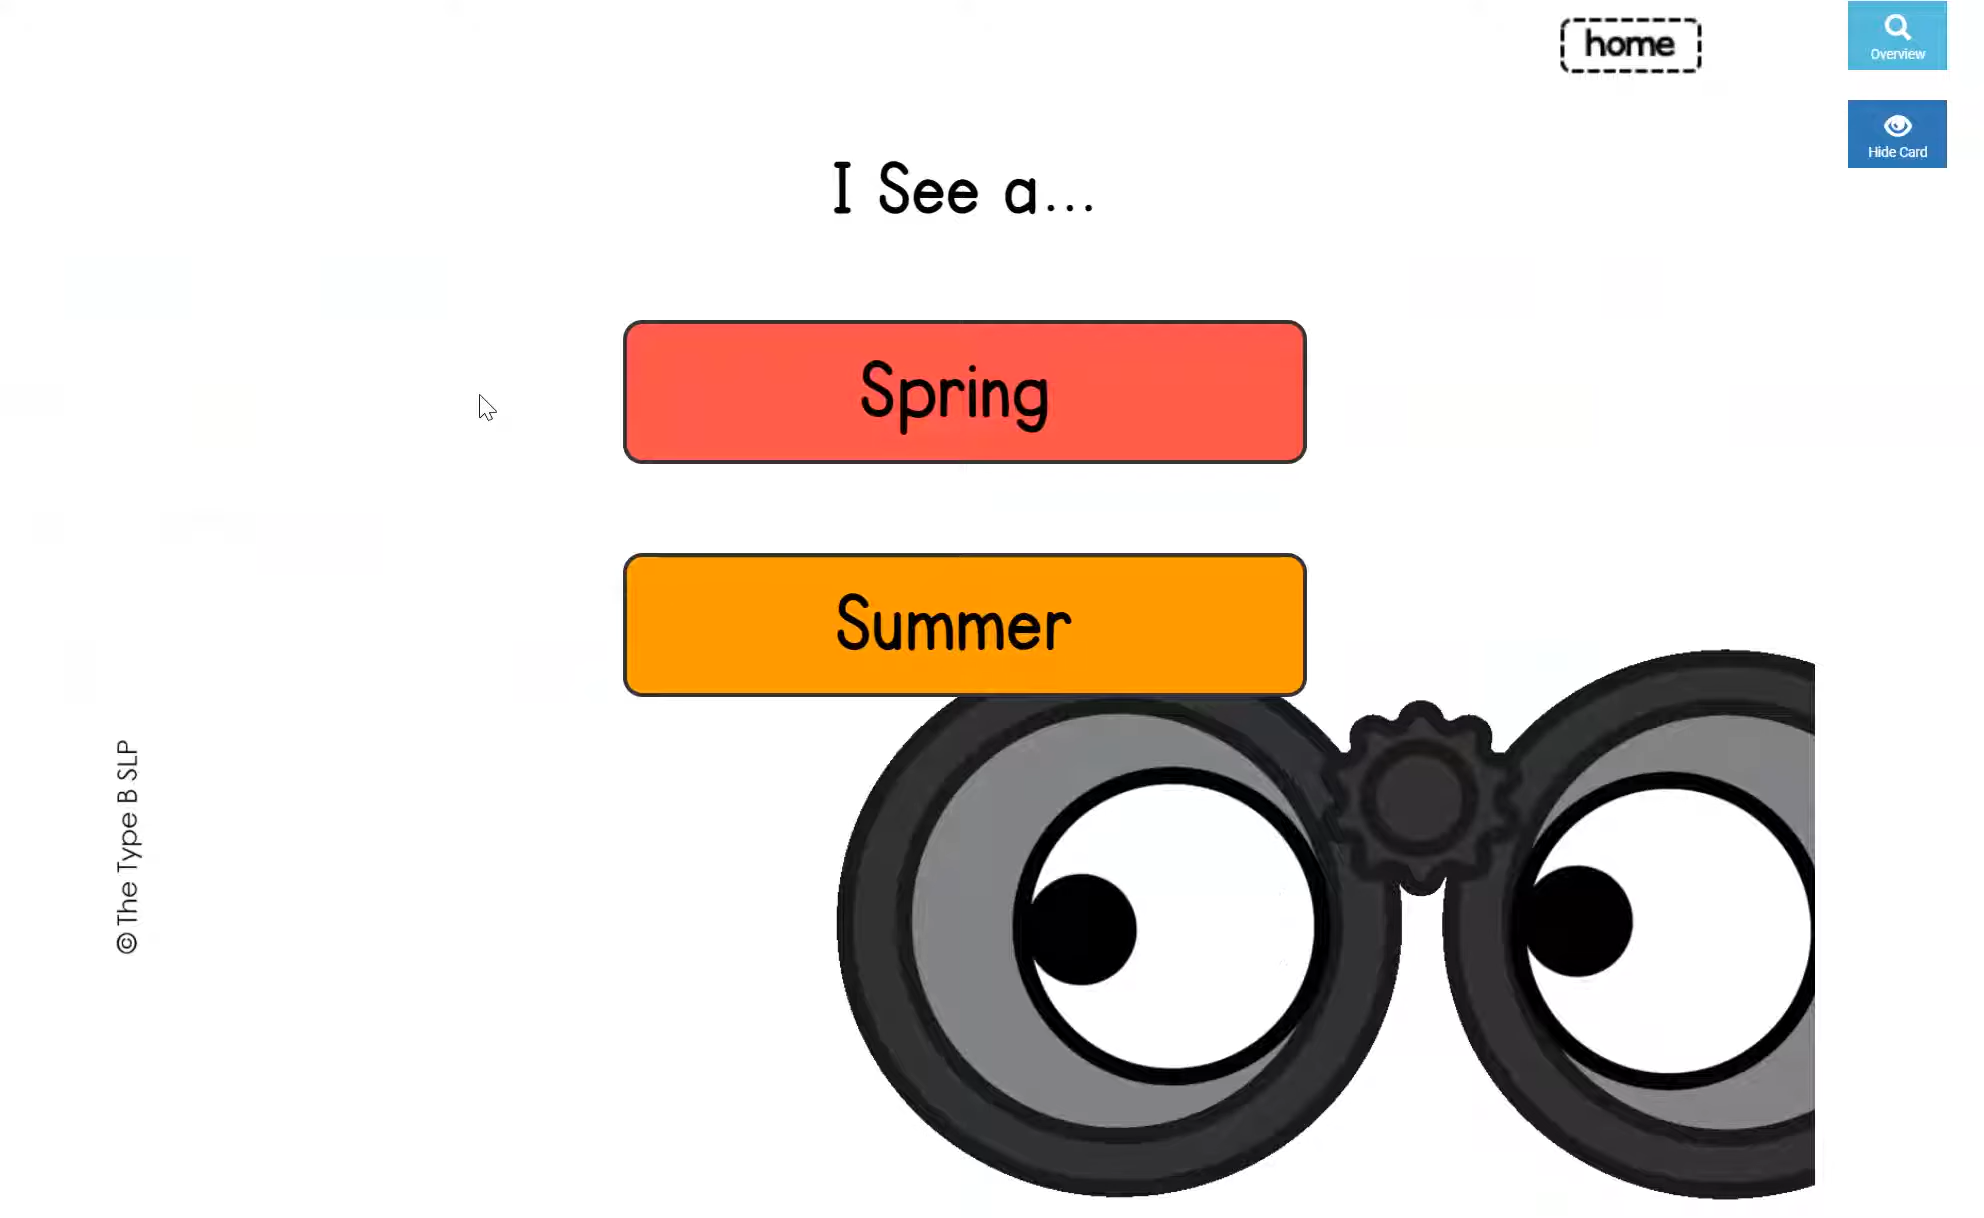 home
Overview
Hide Card
I See a...
Spring
Summer
© The Type B SLP